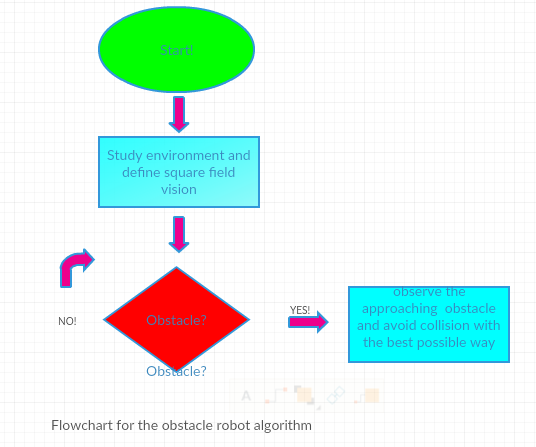 Start!
Study environment and
define square field
vision
NO!
Obstacle?
Obstacle?
YES!
observe the
approaching obstacle
and avoid collision with
the best possible way
A
Flowchart for the obstacle robot algorithm